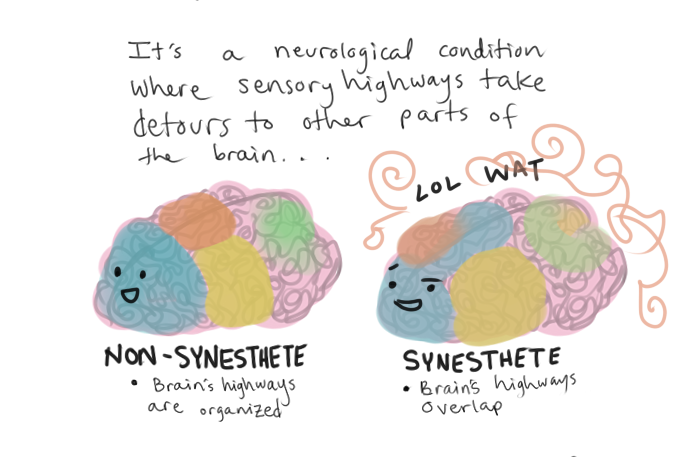 It's a neurological condition
where sensory highways take
detours to other parts of
the brain...
LOL WAT
NON-SYNESTHETE
• Brain's highways
are organized
SYNESTHETE
• Brain's highways
overlap